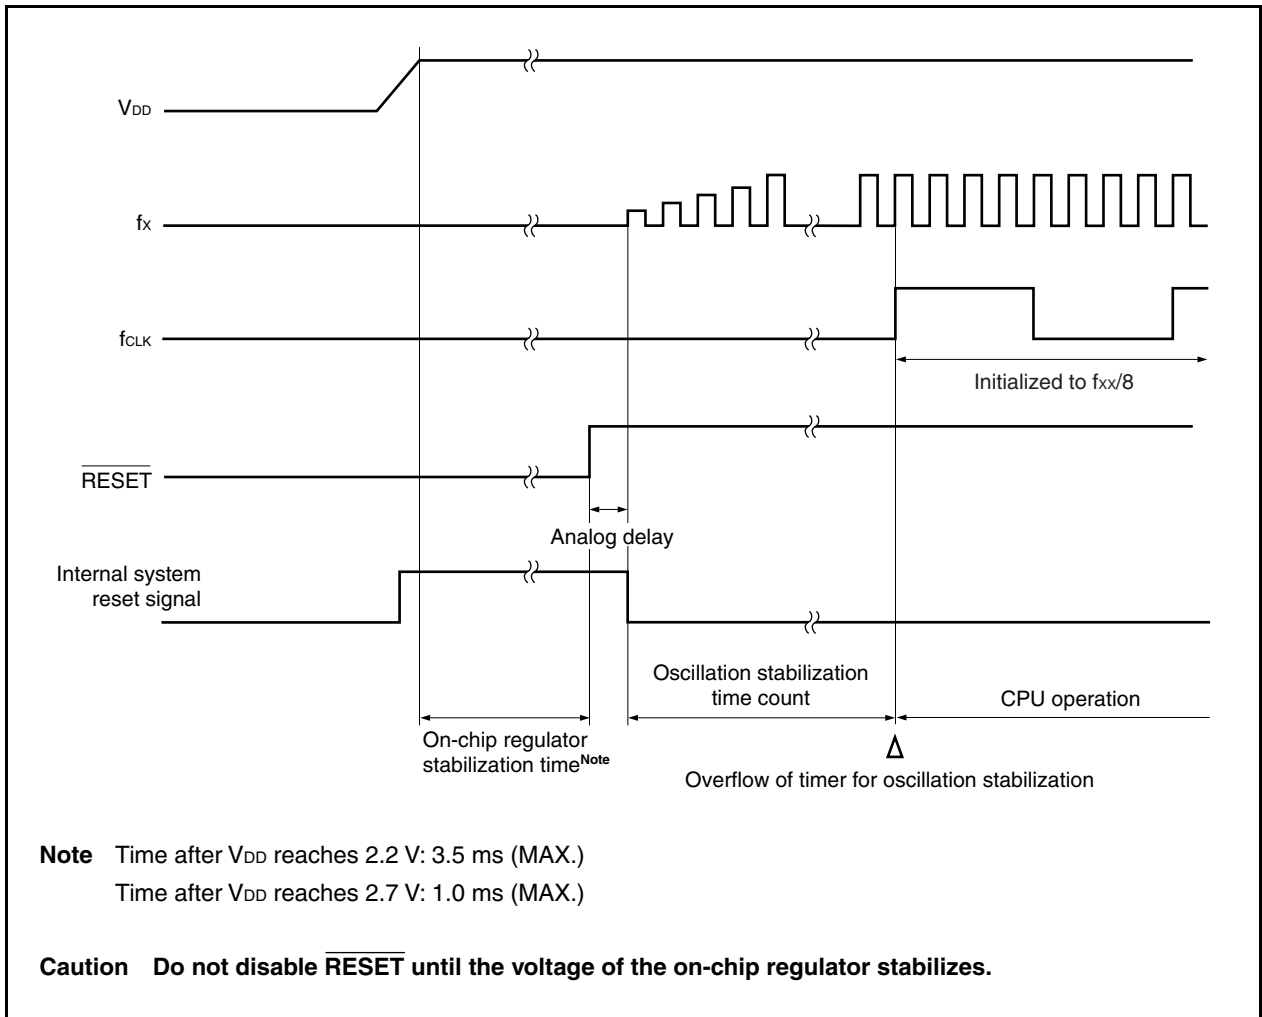 VDD
fX
fCLK
Initialized to fXX/8
RESET
Analog delay
Internal system
reset signal
Oscillation stabilization
time count
CPU operation
On-chip regulator
stabilization timeNote
Overflow of timer for oscillation stabilization
Note Time after VDD reaches 2.2 V: 3.5 ms (MAX.)
Time after VDD reaches 2.7 V: 1.0 ms (MAX.)
Caution Do not disable RESET until the voltage of the on-chip regulator stabilizes.